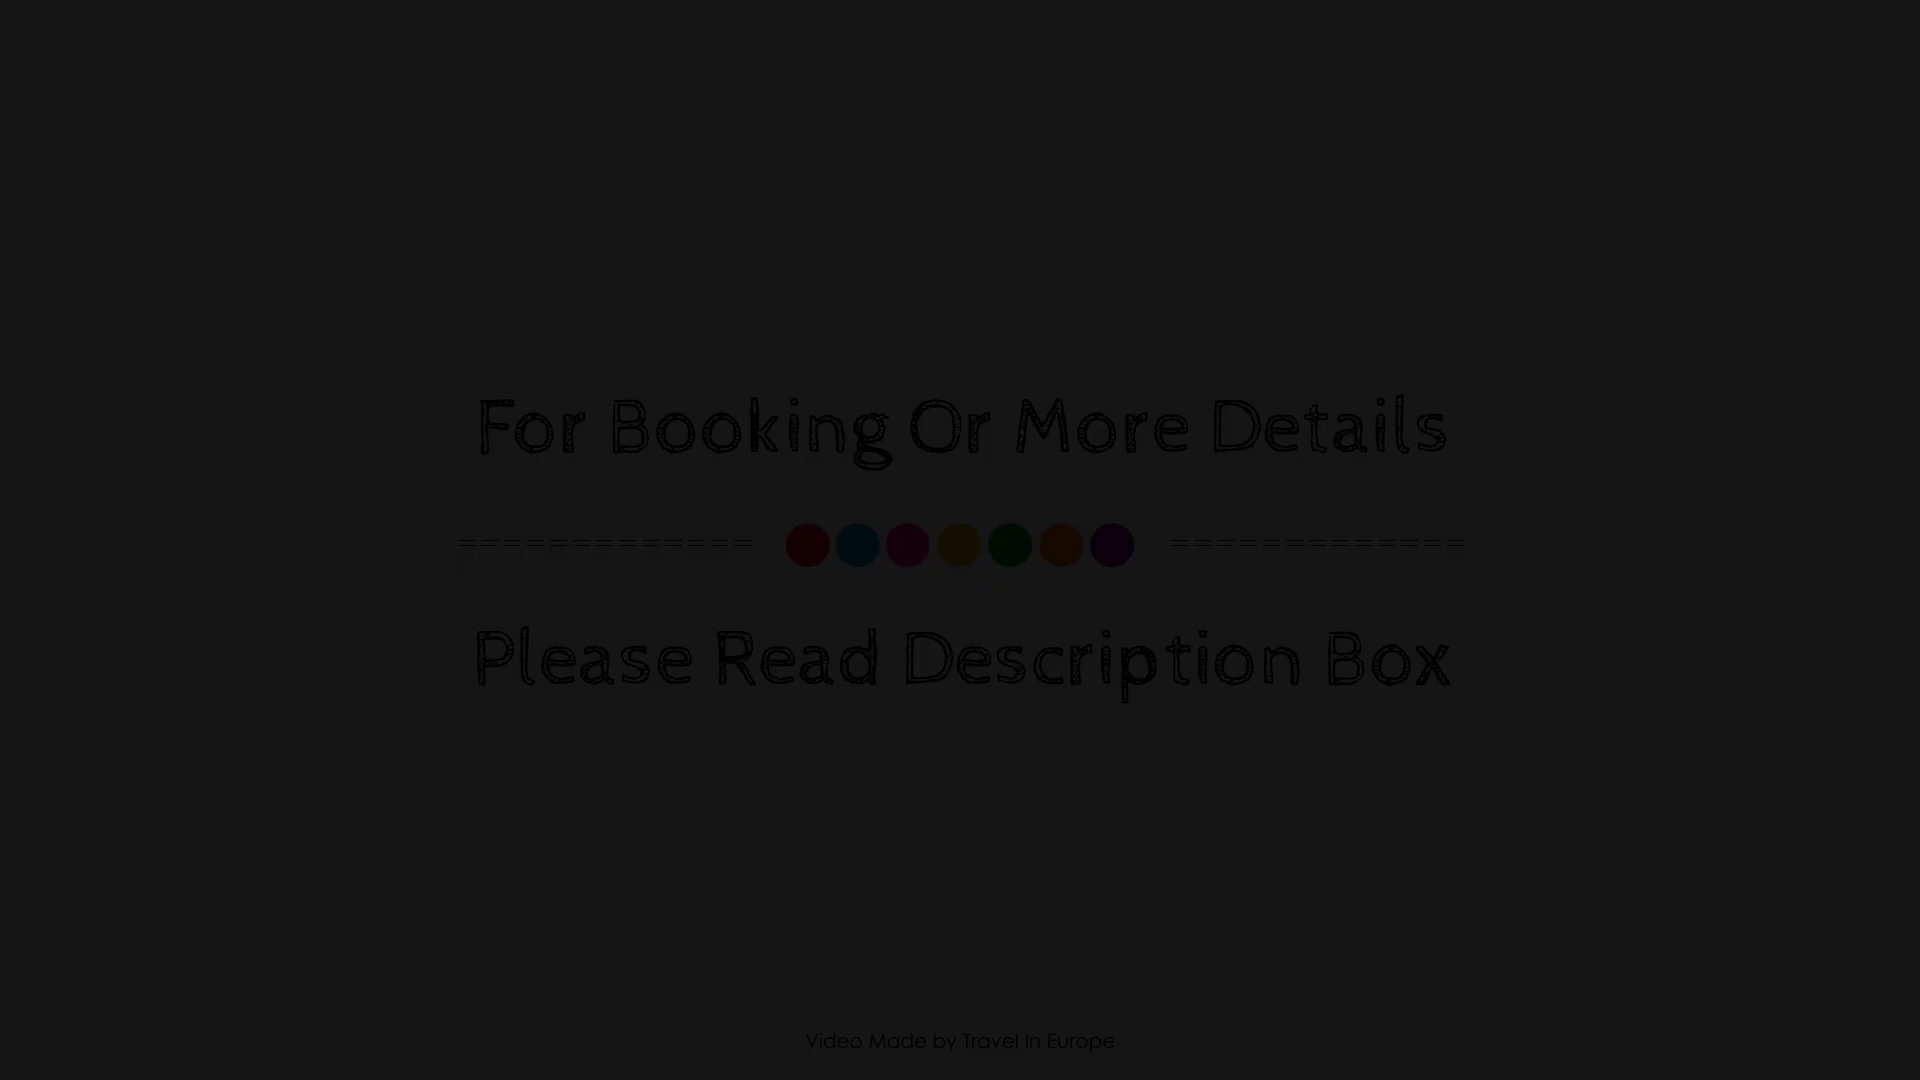 For Booking Or More Details
============= =============
Please Read Description Box
Video Made by Travel In Europe